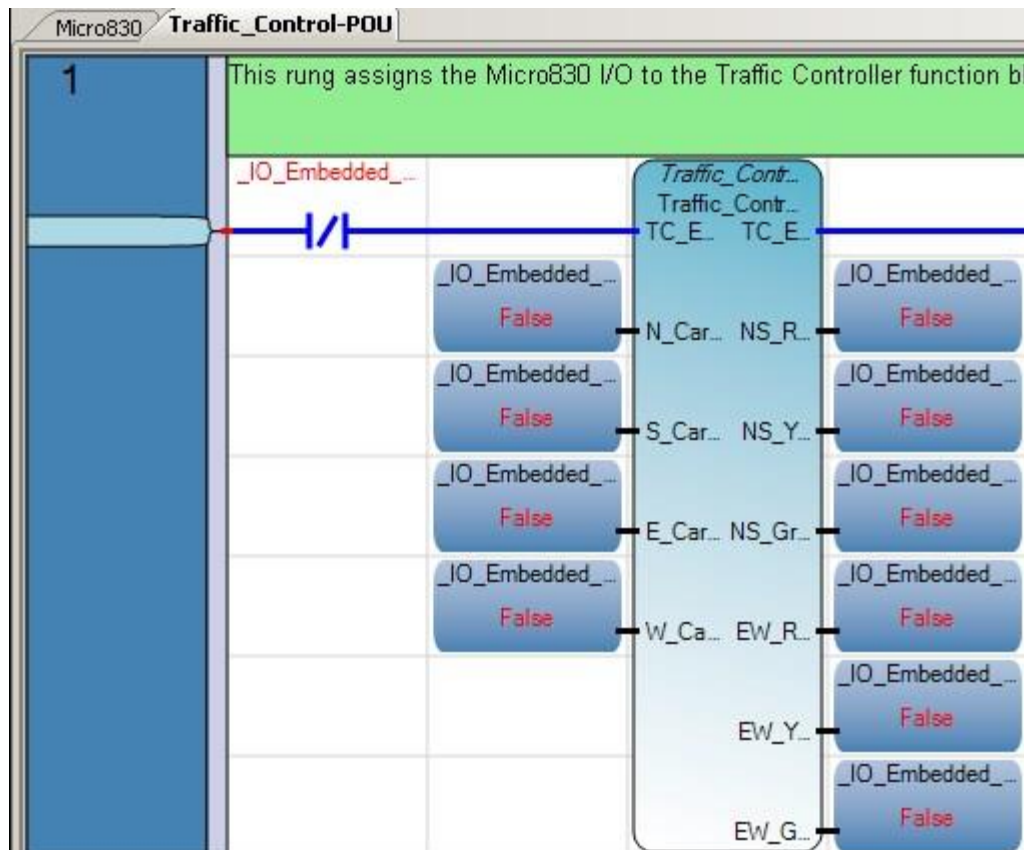 Micro830 Traffic_Control-POU
1 This rung assigns the Micro830 I/O to the Traffic Controller function b
_IO_Embedded_... Traffic_Contr...
Traffic_Contr...
TC_E... TC_E...
_IO_Embedded_... _IO_Embedded_...
False False
N_Car... NS_R...
_IO_Embedded_... _IO_Embedded_...
False False
S_Car... NS_Y...
_IO_Embedded_... _IO_Embedded_...
False False
E_Car... NS_Gr...
_IO_Embedded_... _IO_Embedded_...
False False
W_Ca... EW_R...
_IO_Embedded_...
False
EW_Y...
_IO_Embedded_...
False
EW_G...